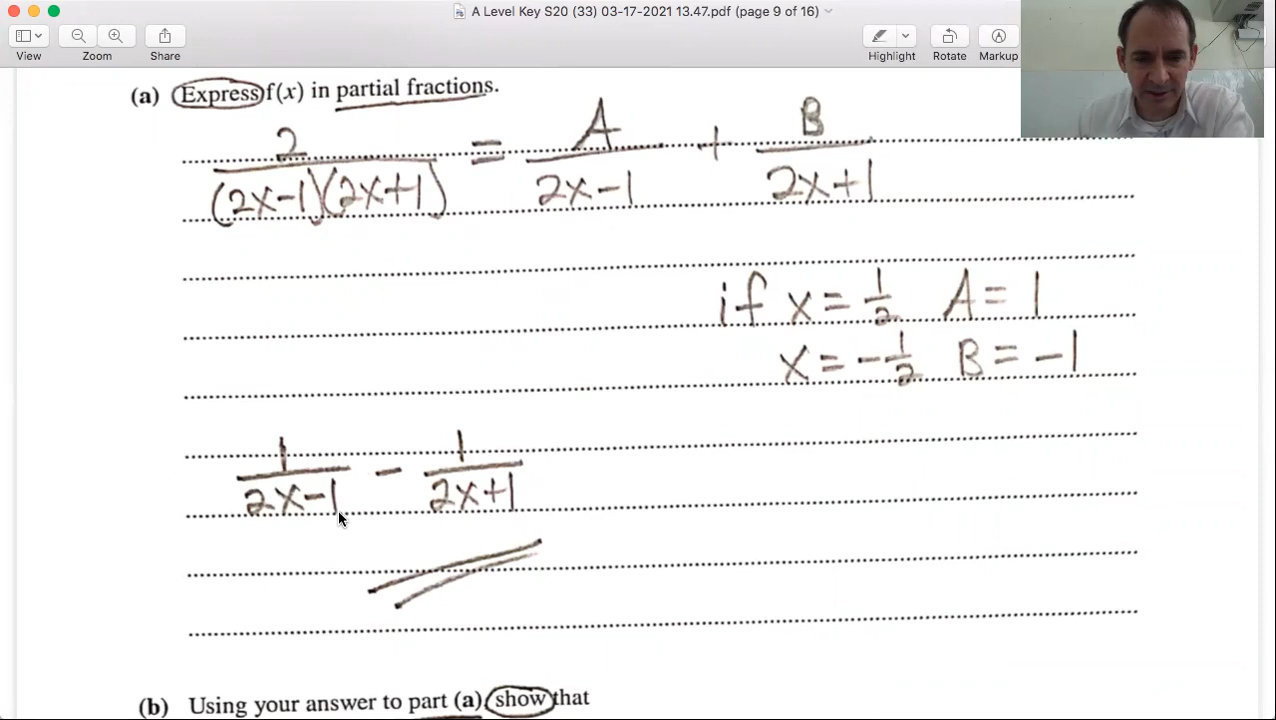 A Level Key S20 (33) 03-17-2021 13.47.pdf (page 9 of 16)
View Zoom Share Highlight Rotate Markup
(a) Express f(x) in partial fractions.
2/((2x-1)(2x+1)) = A/(2x-1) + B/(2x+1)
if x = 1/2 A = 1
x = -1/2 B = -1
1/(2x-1) - 1/(2x+1)
(b) Using your answer to part (a) show that